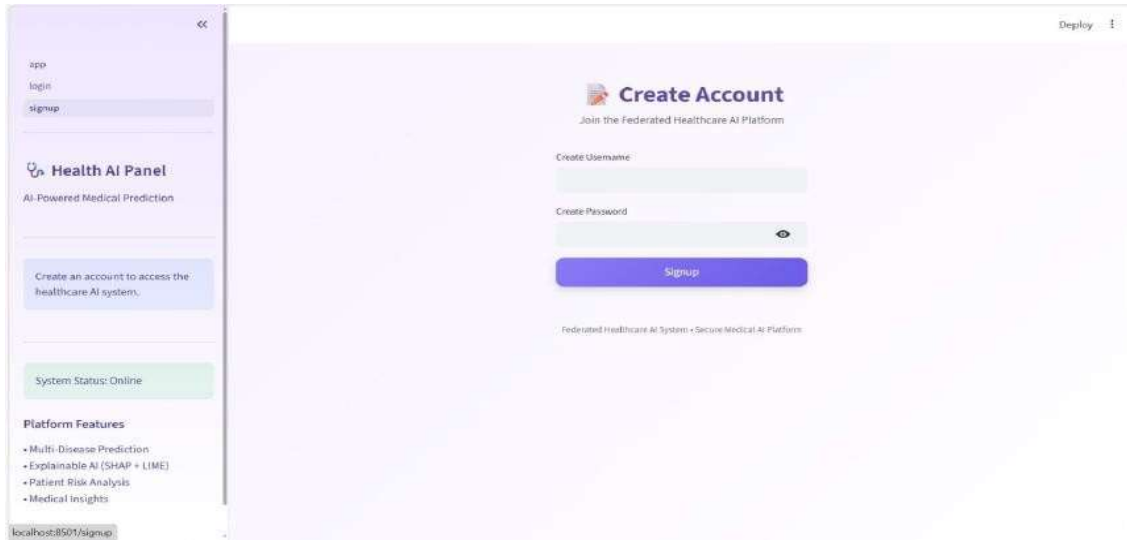 «
app
login
signup
Health AI Panel
AI-Powered Medical Prediction
Create an account to access the
healthcare AI system.
System Status: Online
Platform Features
• Multi-Disease Prediction
• Explainable AI (SHAP + LIME)
• Patient Risk Analysis
• Medical Insights
localhost:8501/signup
Deploy
Create Account
Join the Federated Healthcare AI Platform
Create Username
Create Password
Signup
Federated Healthcare AI System • Secure Medical AI Platform